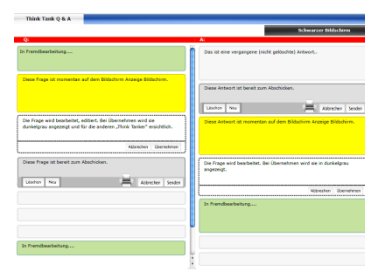 Think Tank Q & A
Schwarzer Bildschirm
Q:
In Fremdbearbeitung....
Diese Frage ist momentan auf dem Bildschirm Anzeige Bildschirm.
Die Frage wird bearbeitet, editiert. Bei Übernehmen wird sie
dunkelgrau angezeigt und für die anderen „Think Tanker" ersichtlich.
Abbrechen Übernehmen
Diese Frage ist bereit zum Abschicken.
Löschen Neu Abbrechen Senden
In Fremdbearbeitung....
A:
Das ist eine vergangene (nicht gelöschte) Antwort..
Diese Antwort ist bereit zum Abschicken.
Löschen Neu Abbrechen Senden
Diese Antwort ist momentan auf dem Bildschirm Anzeige Bildschirm.
Die Frage wird bearbeitet. Bei Übernehmen wird sie in dunkelgrau
angezeigt.
Abbrechen Übernehmen
In Fremdbearbeitung....